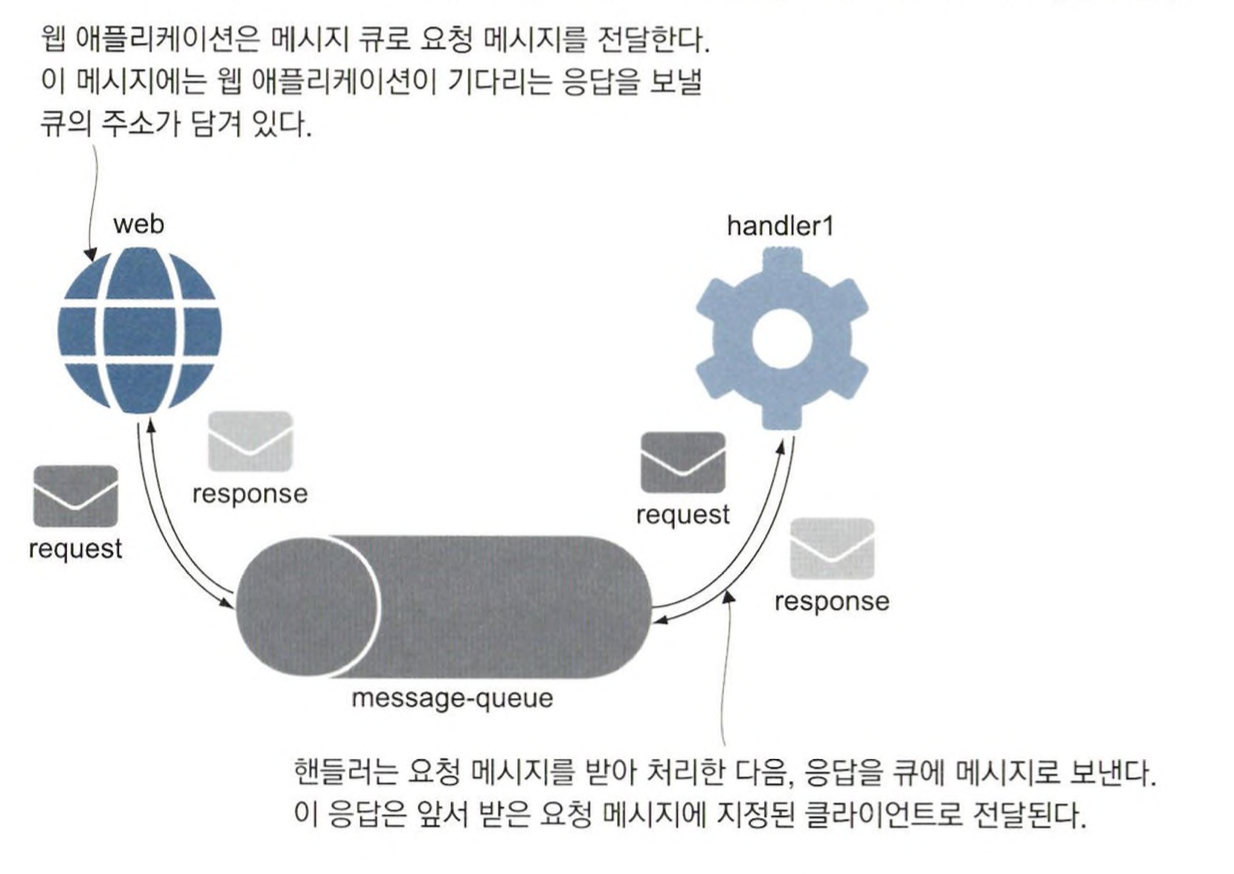 웹 애플리케이션은 메시지 큐로 요청 메시지를 전달한다.
이 메시지에는 웹 애플리케이션이 기다리는 응답을 보낼
큐의 주소가 담겨 있다.
web
handler1
response
request
request
response
message-queue
핸들러는 요청 메시지를 받아 처리한 다음, 응답을 큐에 메시지로 보낸다.
이 응답은 앞서 받은 요청 메시지에 지정된 클라이언트로 전달된다.